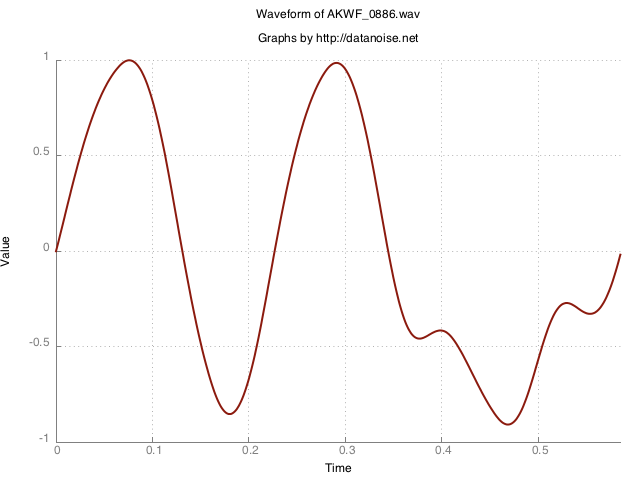 Waveform of AKWF_0886.wav
Graphs by http://datanoise.net
1
0.5
0
-0.5
-1
Value
0 0.1 0.2 0.3 0.4 0.5
Time